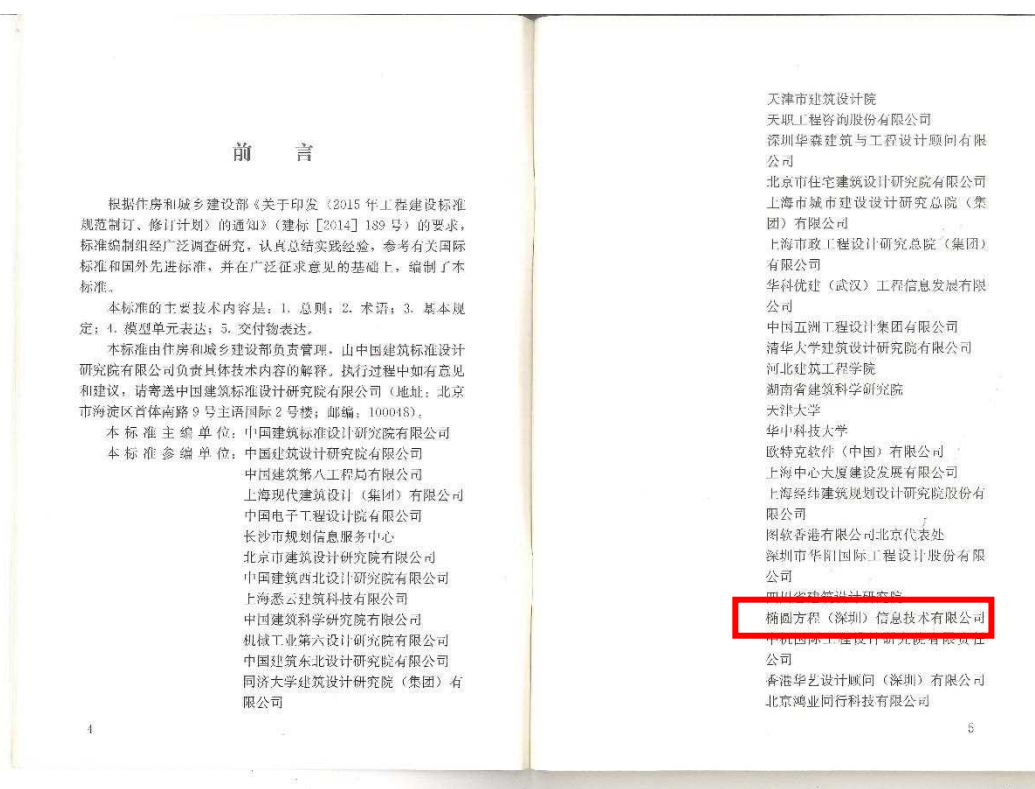 前言
根据住房和城乡建设部《关于印发〈2015年工程建设标准
规范制订、修订计划〉的通知》（建标［2014］189号）的要求，
标准编制组经广泛调查研究，认真总结实践经验，参考有关国际
标准和国外先进标准，并在广泛征求意见的基础上，编制了本
标准。
本标准的主要技术内容是：1. 总则；2. 术语；3. 基本规
定；4. 模型单元表达；5. 交付物表达。
本标准由住房和城乡建设部负责管理，由中国建筑标准设计
研究院有限公司负责具体技术内容的解释。执行过程中如有意见
和建议，请寄送中国建筑标准设计研究院有限公司（地址：北京
市海淀区首体南路9号主语国际2号楼；邮编：100048）。
本标准主编单位：中国建筑标准设计研究院有限公司
本标准参编单位：中国建筑设计研究院有限公司
中国建筑第八工程局有限公司
上海现代建筑设计（集团）有限公司
中国电子工程设计院有限公司
长沙市规划信息服务中心
北京市建筑设计研究院有限公司
中国建筑西北设计研究院有限公司
上海悉云建筑科技有限公司
中国建筑科学研究院有限公司
机械工业第六设计研究院有限公司
中国建筑东北设计研究院有限公司
同济大学建筑设计研究院（集团）有
限公司
4
天津市建筑设计院
天职工程咨询股份有限公司
深圳华森建筑与工程设计顾问有限
公司
北京市住宅建筑设计研究院有限公司
上海市城市建设设计研究总院（集
团）有限公司
上海市政工程设计研究总院（集团）
有限公司
华科优建（武汉）工程信息发展有限
公司
中国五洲工程设计集团有限公司
清华大学建筑设计研究院有限公司
河北建筑工程学院
湖南省建筑科学研究院
天津大学
华中科技大学
欧特克软件（中国）有限公司
上海中心大厦建设发展有限公司
上海经纬建筑规划设计研究院股份有
限公司
图软香港有限公司北京代表处
深圳市华阳国际工程设计股份有限
公司
四川省建筑设计研究院
椭圆方程（深圳）信息技术有限公司
中机国际工程设计研究院有限责任
公司
香港华艺设计顾问（深圳）有限公司
北京鸿业同行科技有限公司
5